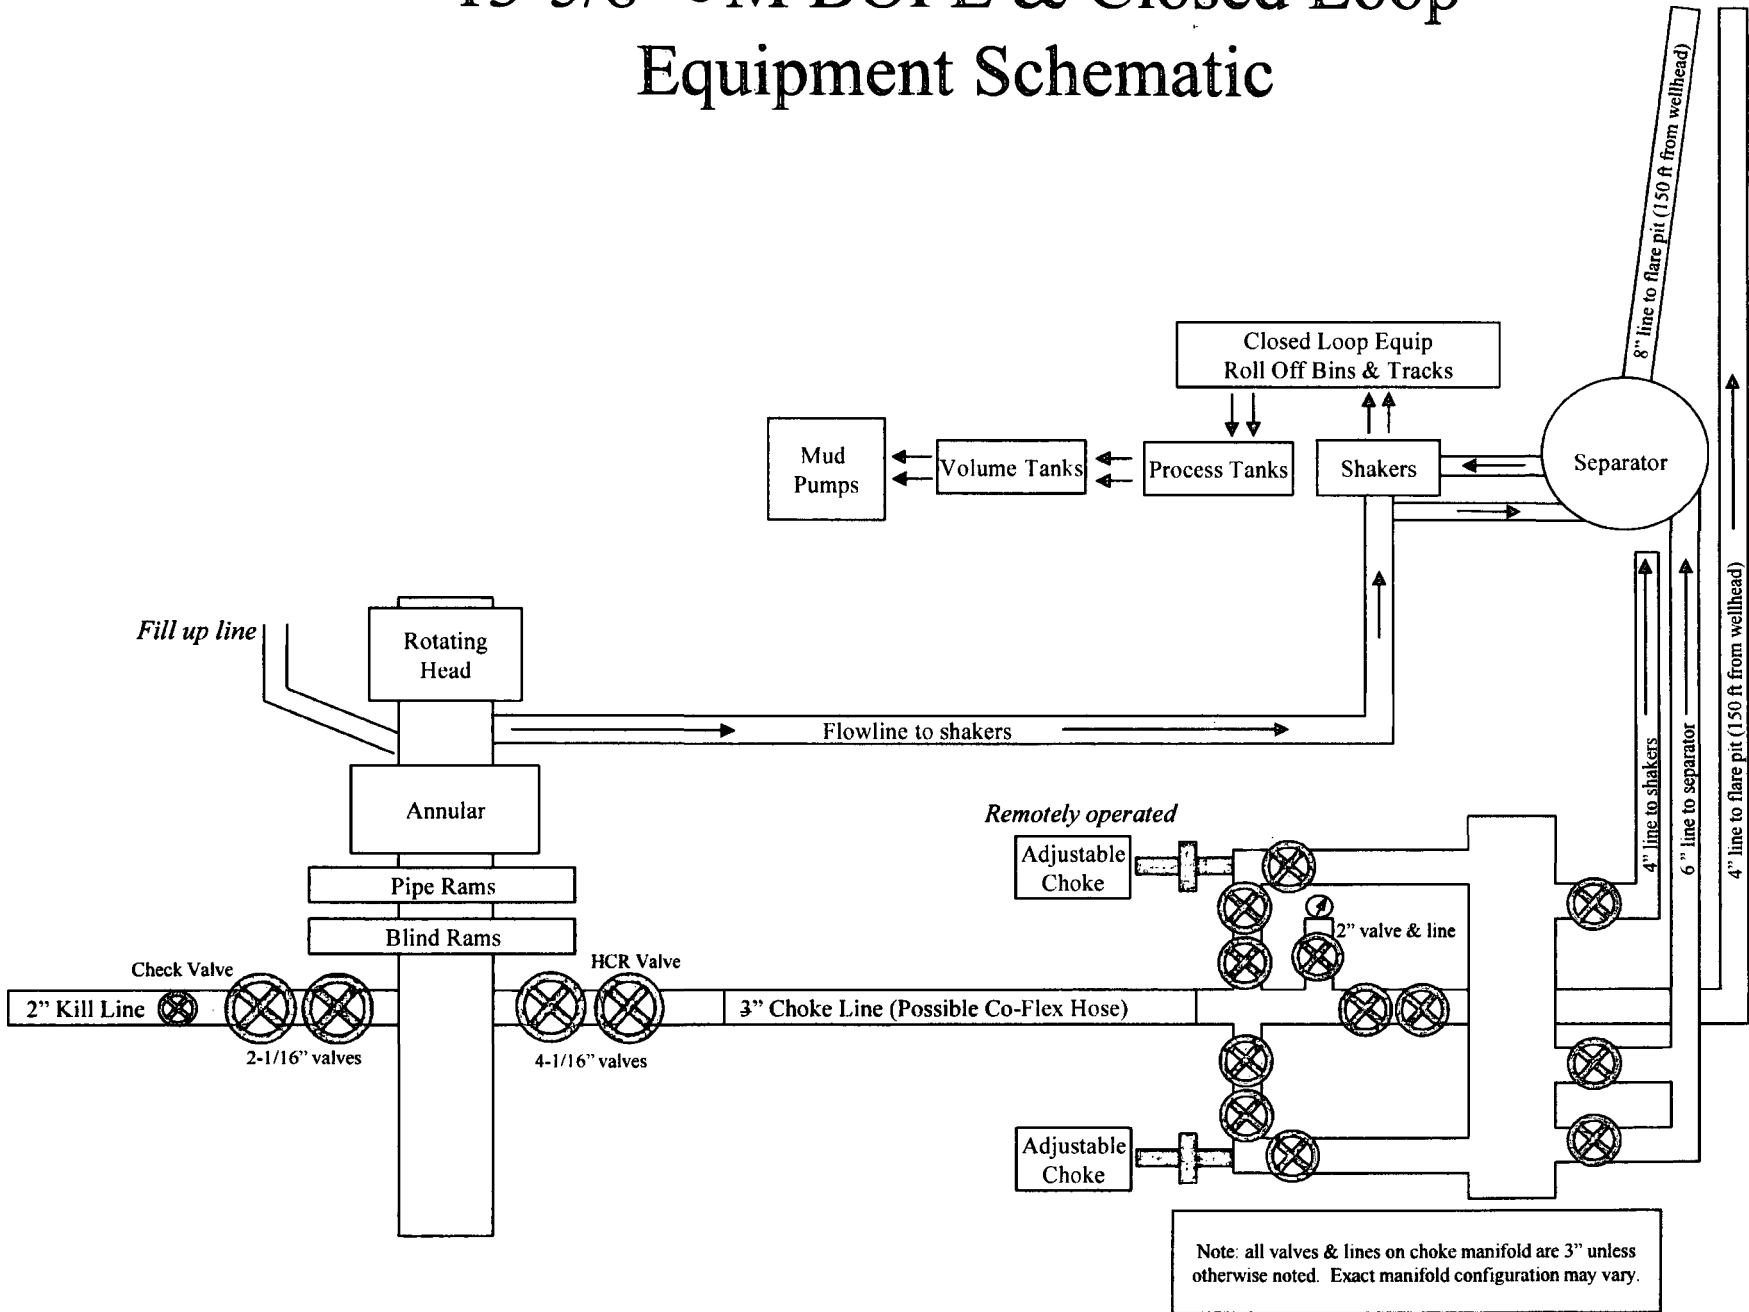 & Closed Loop
Equipment Schematic
8” line to flare pit (150 ft from wellhead)
Closed Loop Equip
Roll Off Bins & Tracks
Mud
Pumps
Volume Tanks
Process Tanks
Shakers
Separator
Fill up line
Rotating
Head
Flowline to shakers
Annular
Pipe Rams
Blind Rams
Remotely operated
Adjustable
Choke
4” line to shakers
6 ” line to separator
4” line to flare pit (150 ft from wellhead)
2” valve & line
Check Valve
HCR Valve
2” Kill Line
3” Choke Line (Possible Co-Flex Hose)
2-1/16” valves
4-1/16” valves
Adjustable
Choke
Note: all valves & lines on choke manifold are 3” unless
otherwise noted.  Exact manifold configuration may vary.